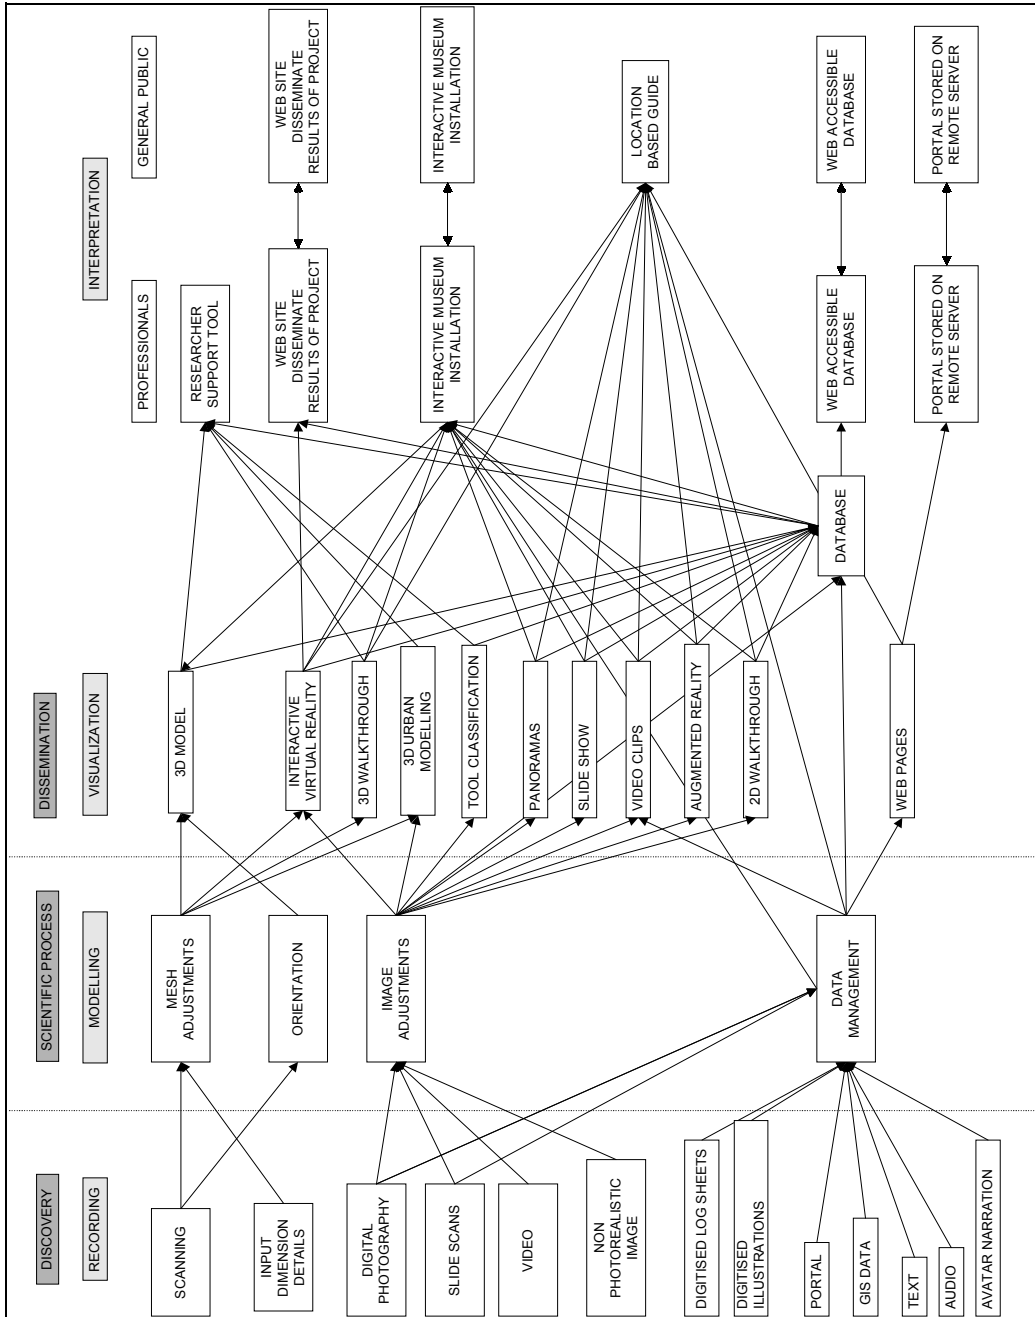 DISCOVERY
SCIENTIFIC PROCESS
DISSEMINATION
RECORDING
MODELLING
VISUALIZATION
INTERPRETATION
PROFESSIONALS
GENERAL PUBLIC
SCANNING
INPUT
DIMENSION
DETAILS
DIGITAL
PHOTOGRAPHY
SLIDE SCANS
VIDEO
NON
PHOTOREALISTIC
IMAGE
DIGITISED LOG SHEETS
DIGITISED
ILLUSTRATIONS
PORTAL
GIS DATA
TEXT
AUDIO
AVATAR NARRATION
MESH
ADJUSTMENTS
ORIENTATION
IMAGE
ADJUSTMENTS
DATA
MANAGEMENT
3D MODEL
INTERACTIVE
VIRTUAL REALITY
3D WALKTHROUGH
3D URBAN
MODELLING
TOOL CLASSIFICATION
PANORAMAS
SLIDE SHOW
VIDEO CLIPS
AUGMENTED REALITY
2D WALKTHROUGH
WEB PAGES
DATABASE
RESEARCHER
SUPPORT TOOL
WEB SITE
DISSEMINATE
RESULTS OF PROJECT
INTERACTIVE MUSEUM
INSTALLATION
WEB ACCESSIBLE
DATABASE
PORTAL STORED ON
REMOTE SERVER
WEB SITE
DISSEMINATE
RESULTS OF PROJECT
INTERACTIVE MUSEUM
INSTALLATION
LOCATION
BASED GUIDE
WEB ACCESSIBLE
DATABASE
PORTAL STORED ON
REMOTE SERVER